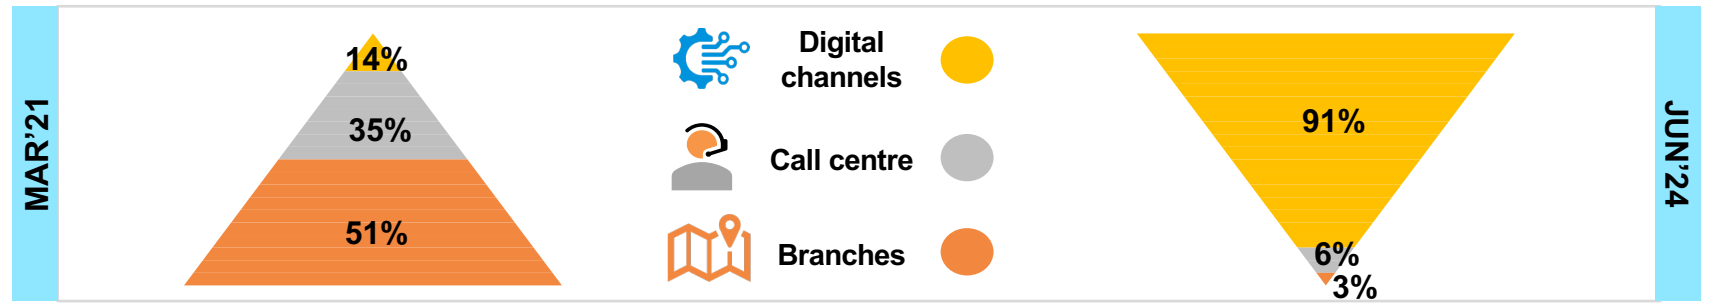 MAR’21
14%
35%
51%
Digital
channels
Call centre
Branches
91%
6%
3%
JUN’24